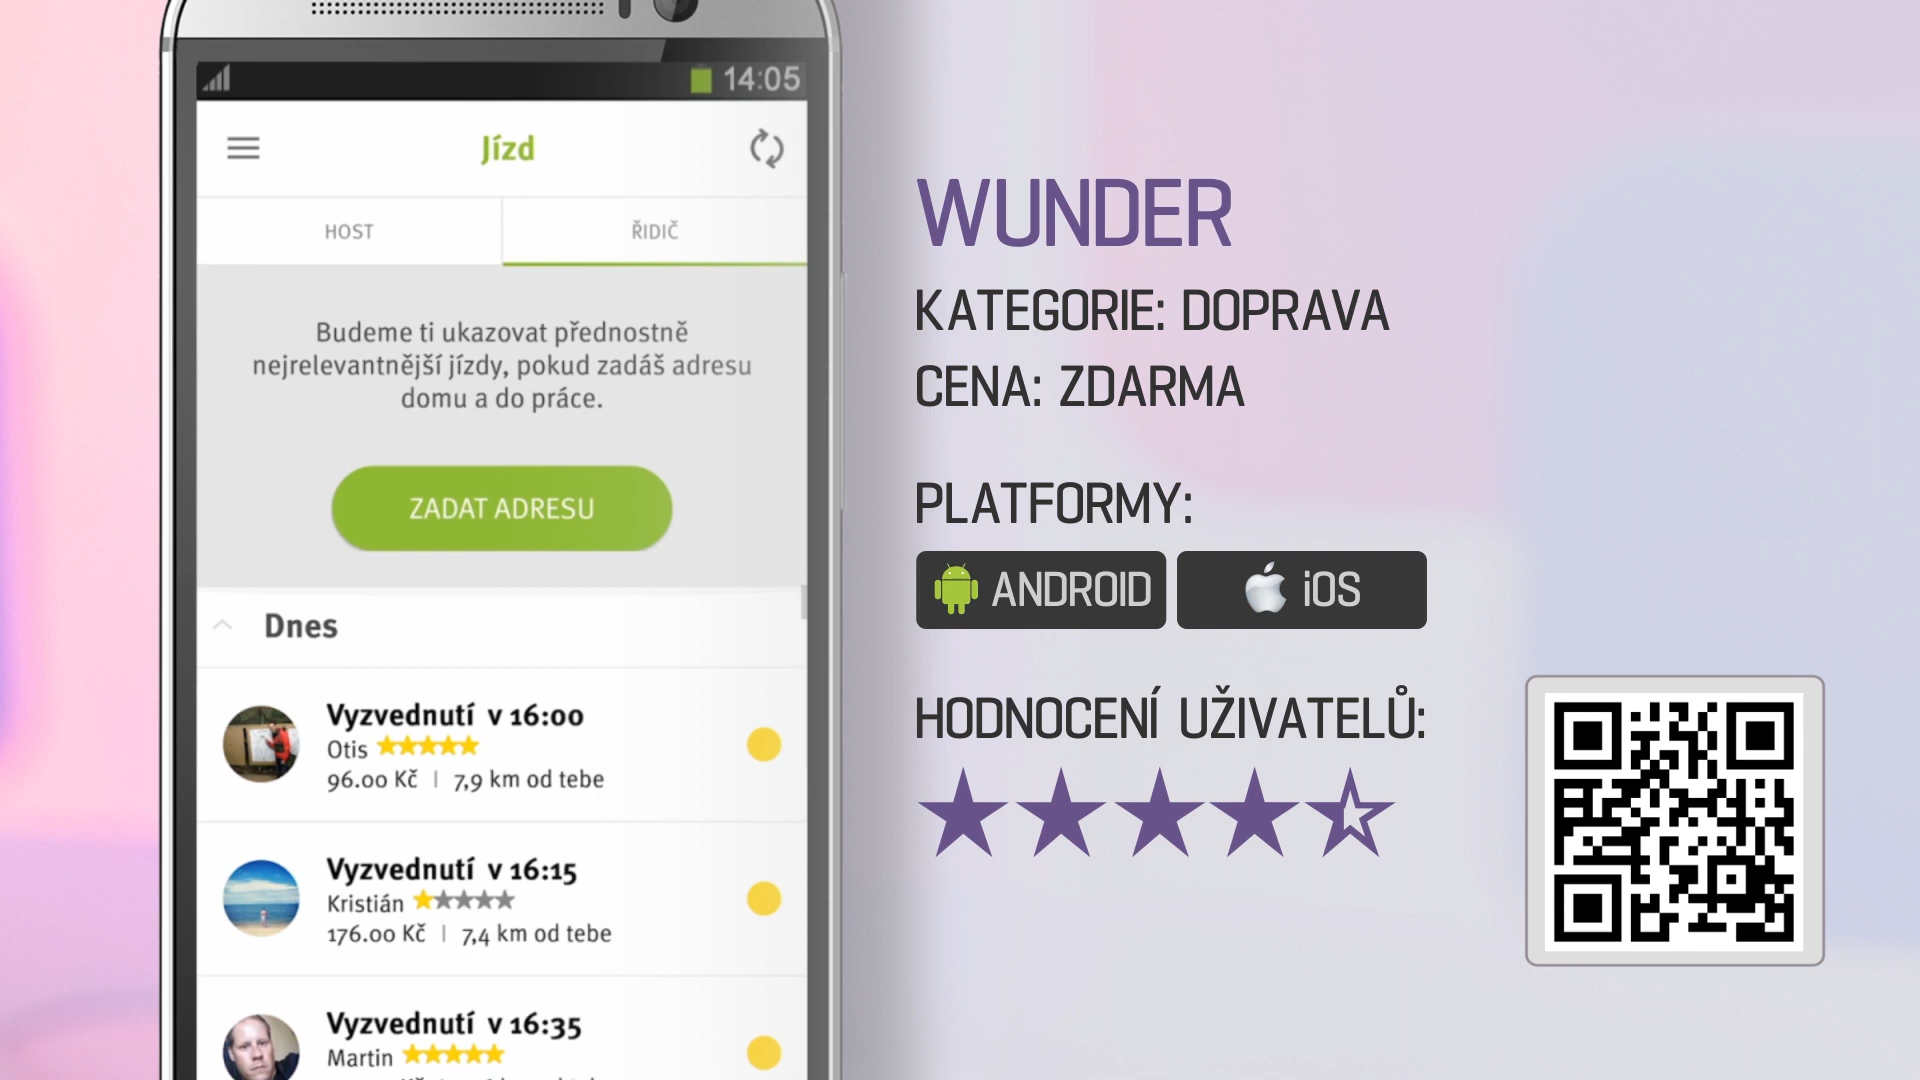 14:05
Jízd
HOST
ŘIDIČ
Budeme ti ukazovat přednostně
nejrelevantnější jízdy, pokud zadáš adresu
domu a do práce.
ZADAT ADRESU
Dnes
Vyzvednutí v 16:00
Otis
96.00 Kč | 7,9 km od tebe
Vyzvednutí v 16:15
Kristián
176.00 Kč | 7,4 km od tebe
Vyzvednutí v 16:35
Martin
WUNDER
KATEGORIE: DOPRAVA
CENA: ZDARMA
PLATFORMY:
ANDROID
iOS
HODNOCENÍ UŽIVATELŮ: